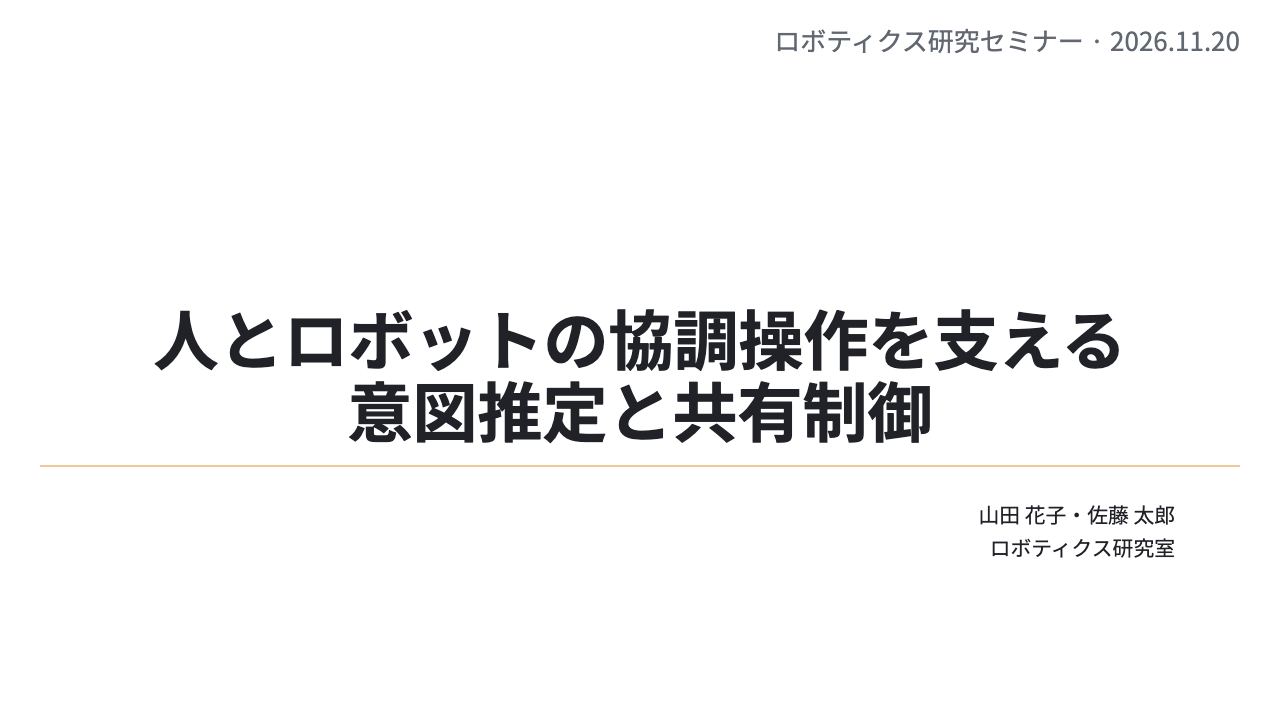 ロボティクス研究セミナー · 2026.11.20
人とロボットの協調操作を支える
意図推定と共有制御
山田 花子・佐藤 太郎
ロボティクス研究室